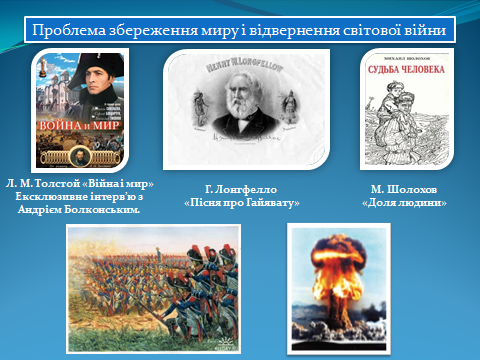 Проблема збереження миру і відвернення світової війни
ВОЙНА и МИР
HENRY W. LONGFELLOW
МИХАИЛ ШОЛОХОВ
СУДЬБА ЧЕЛОВЕКА
Л. М. Толстой «Війна і мир»
Ексклюзивне інтерв'ю з
Андрієм Болконським.
Г. Лонгфелло
«Пісня про Гайявату»
М. Шолохов
«Доля людини»